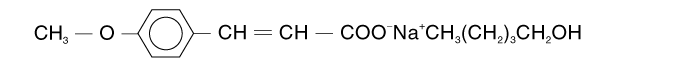 CH₃ — O — CH = CH — COO⁻Na⁺CH₃(CH₂)₃CH₂OH